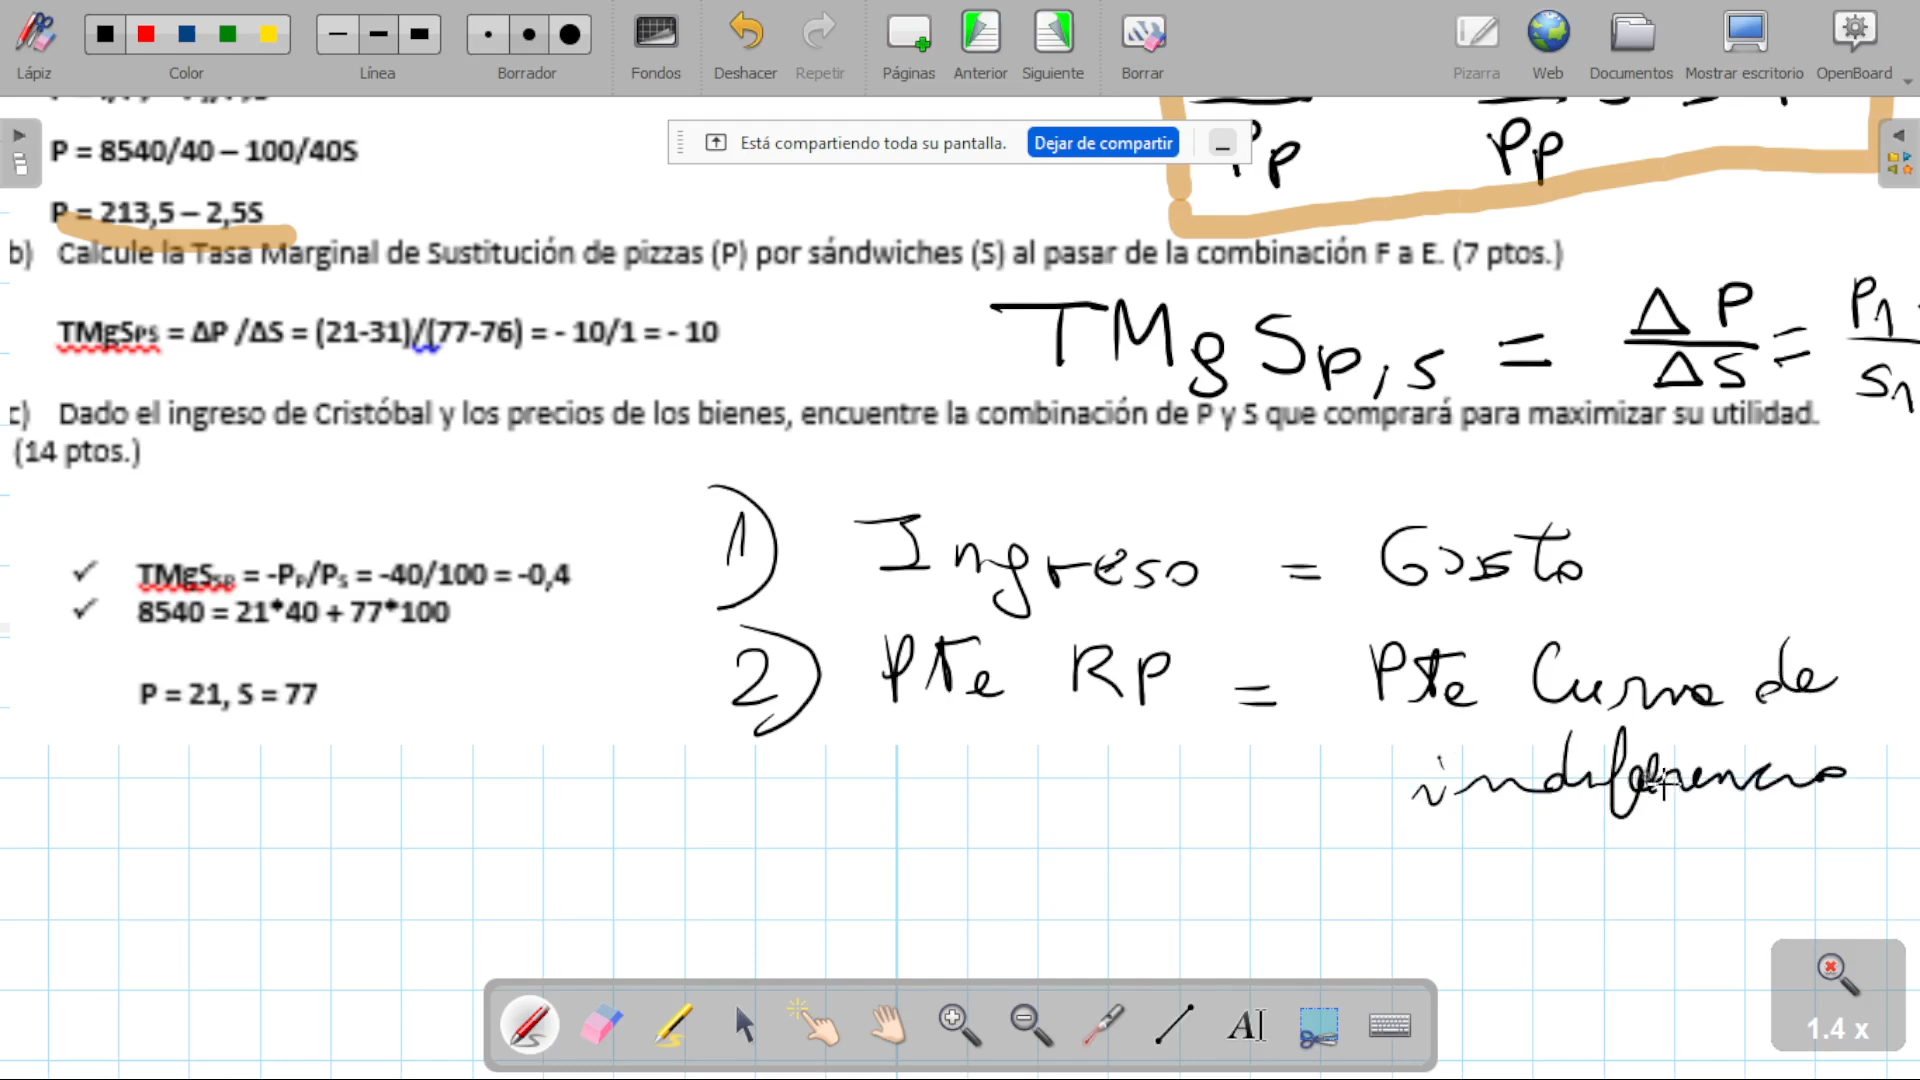 Lápiz Color Línea Borrador Fondos Deshacer Repetir Páginas Anterior Siguiente Borrar Pizarra Web Documentos Mostrar escritorio OpenBoard
Está compartiendo toda su pantalla. Dejar de compartir
P = 8540/40 – 100/40S
Pp Pp
P = 213,5 – 2,5S
b) Calcule la Tasa Marginal de Sustitución de pizzas (P) por sándwiches (S) al pasar de la combinación F a E. (7 ptos.)
TMgSPS = ΔP /ΔS = (21-31)/(77-76) = - 10/1 = - 10
TMgSP,S = ΔP/ΔS = P1/S1
c) Dado el ingreso de Cristóbal y los precios de los bienes, encuentre la combinación de P y S que comprará para maximizar su utilidad.
(14 ptos.)
1) Ingreso = Gasto
✓ TMgSSP = -PP/PS = -40/100 = -0,4
✓ 8540 = 21*40 + 77*100
2) Pte RP = Pte Curva de
indiferencia
P = 21, S = 77
1.4 x